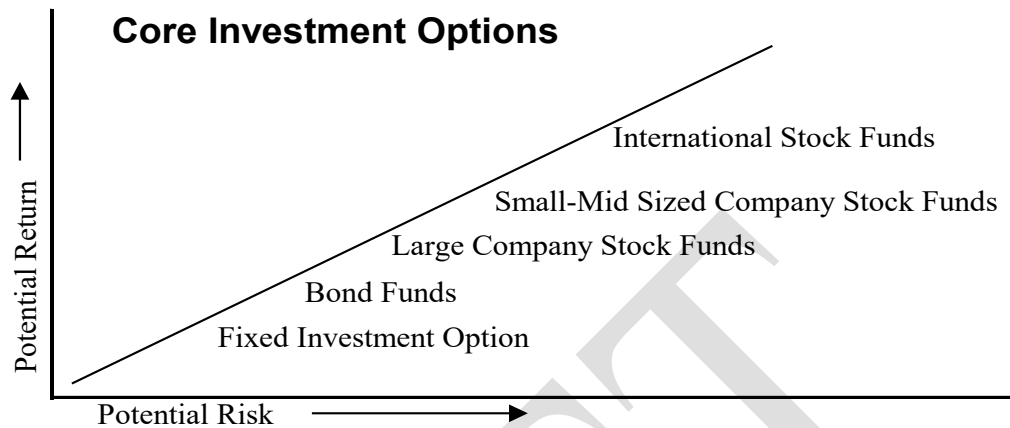 Core Investment Options
International Stock Funds
Small-Mid Sized Company Stock Funds
Large Company Stock Funds
Bond Funds
Fixed Investment Option
Potential Return
Potential Risk